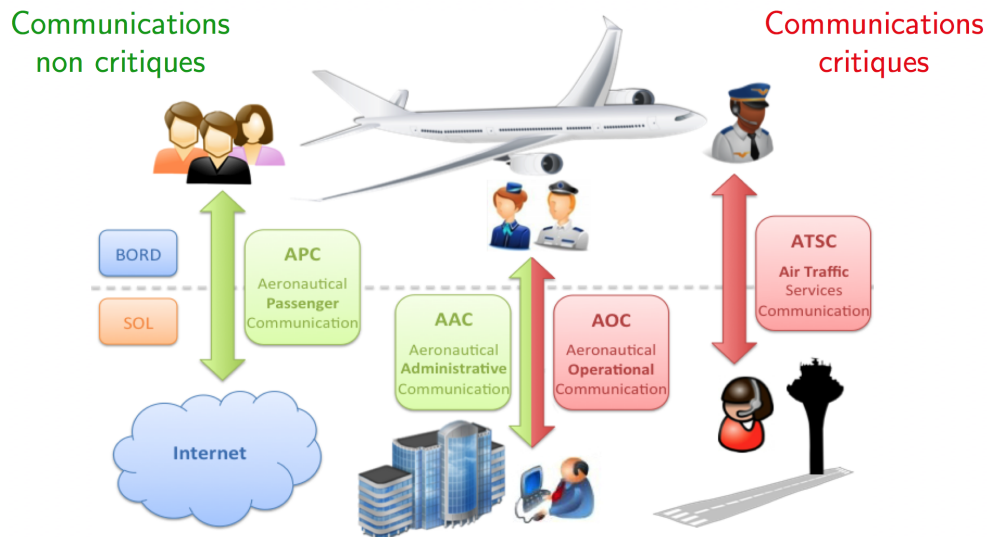 Communications
non critiques
Communications
critiques
BORD
SOL
APC
Aeronautical
Passenger
Communication
AAC
Aeronautical
Administrative
Communication
AOC
Aeronautical
Operational
Communication
ATSC
Air Traffic
Services
Communication
Internet